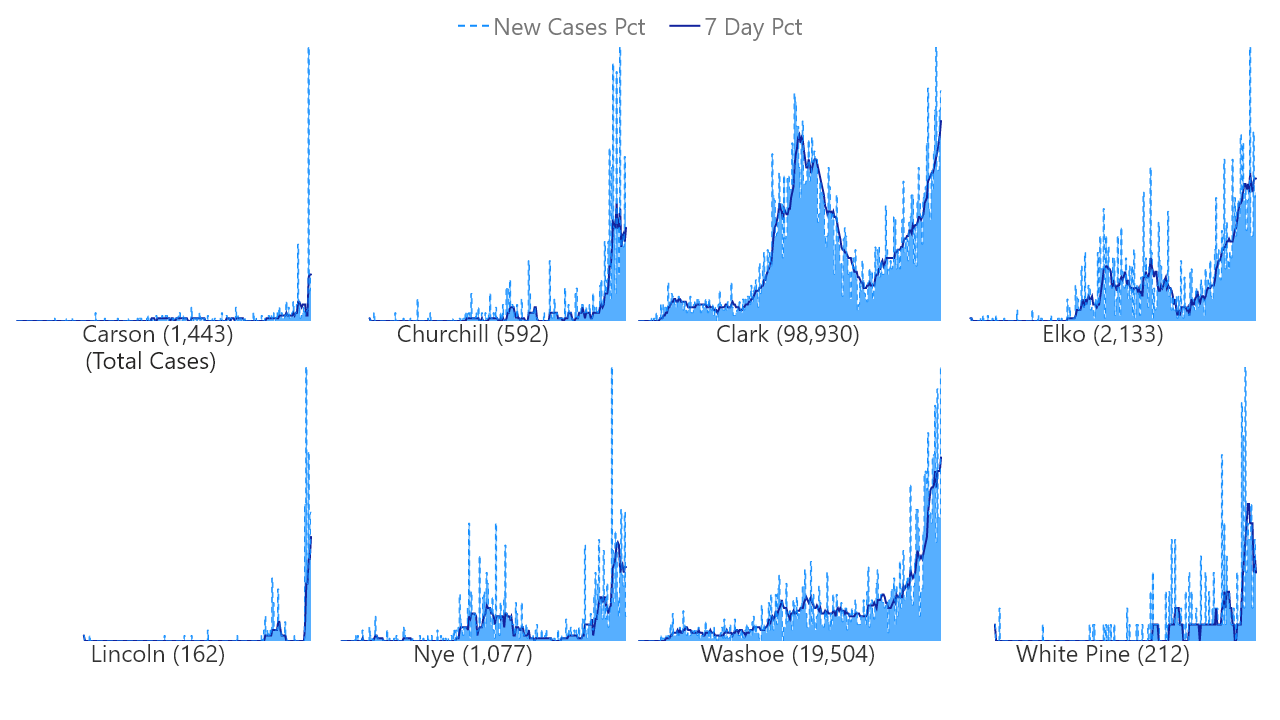 New Cases Pct 7 Day Pct
Carson (1,443) Churchill (592) Clark (98,930) Elko (2,133)
(Total Cases)
Lincoln (162) Nye (1,077) Washoe (19,504) White Pine (212)